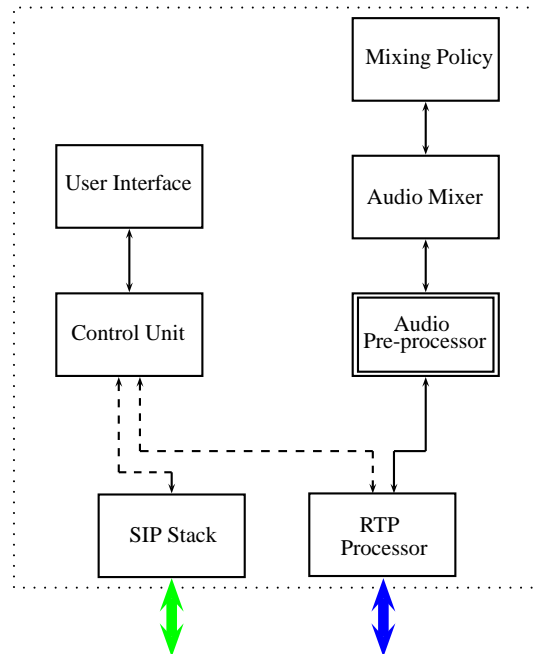 Mixing Policy
User Interface
Audio Mixer
Control Unit
Audio
Pre-processor
SIP Stack
RTP
Processor